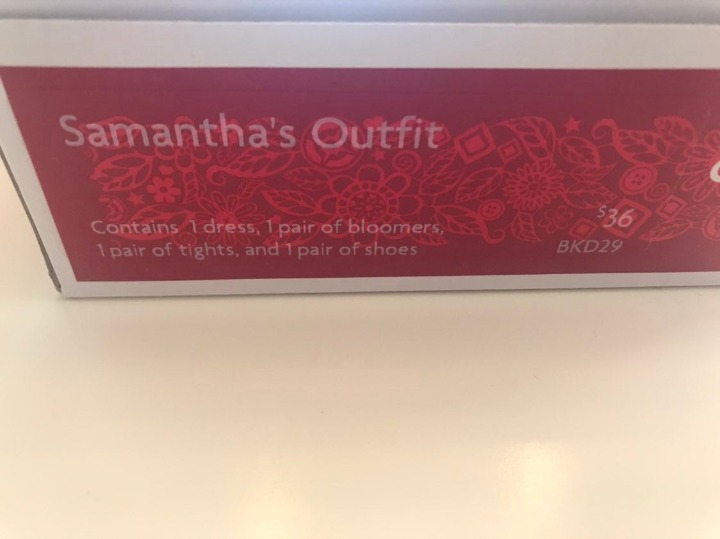 Samantha's Outfit
Contains 1 dress, 1 pair of bloomers,
1 pair of tights, and 1 pair of shoes
$36
BKD29